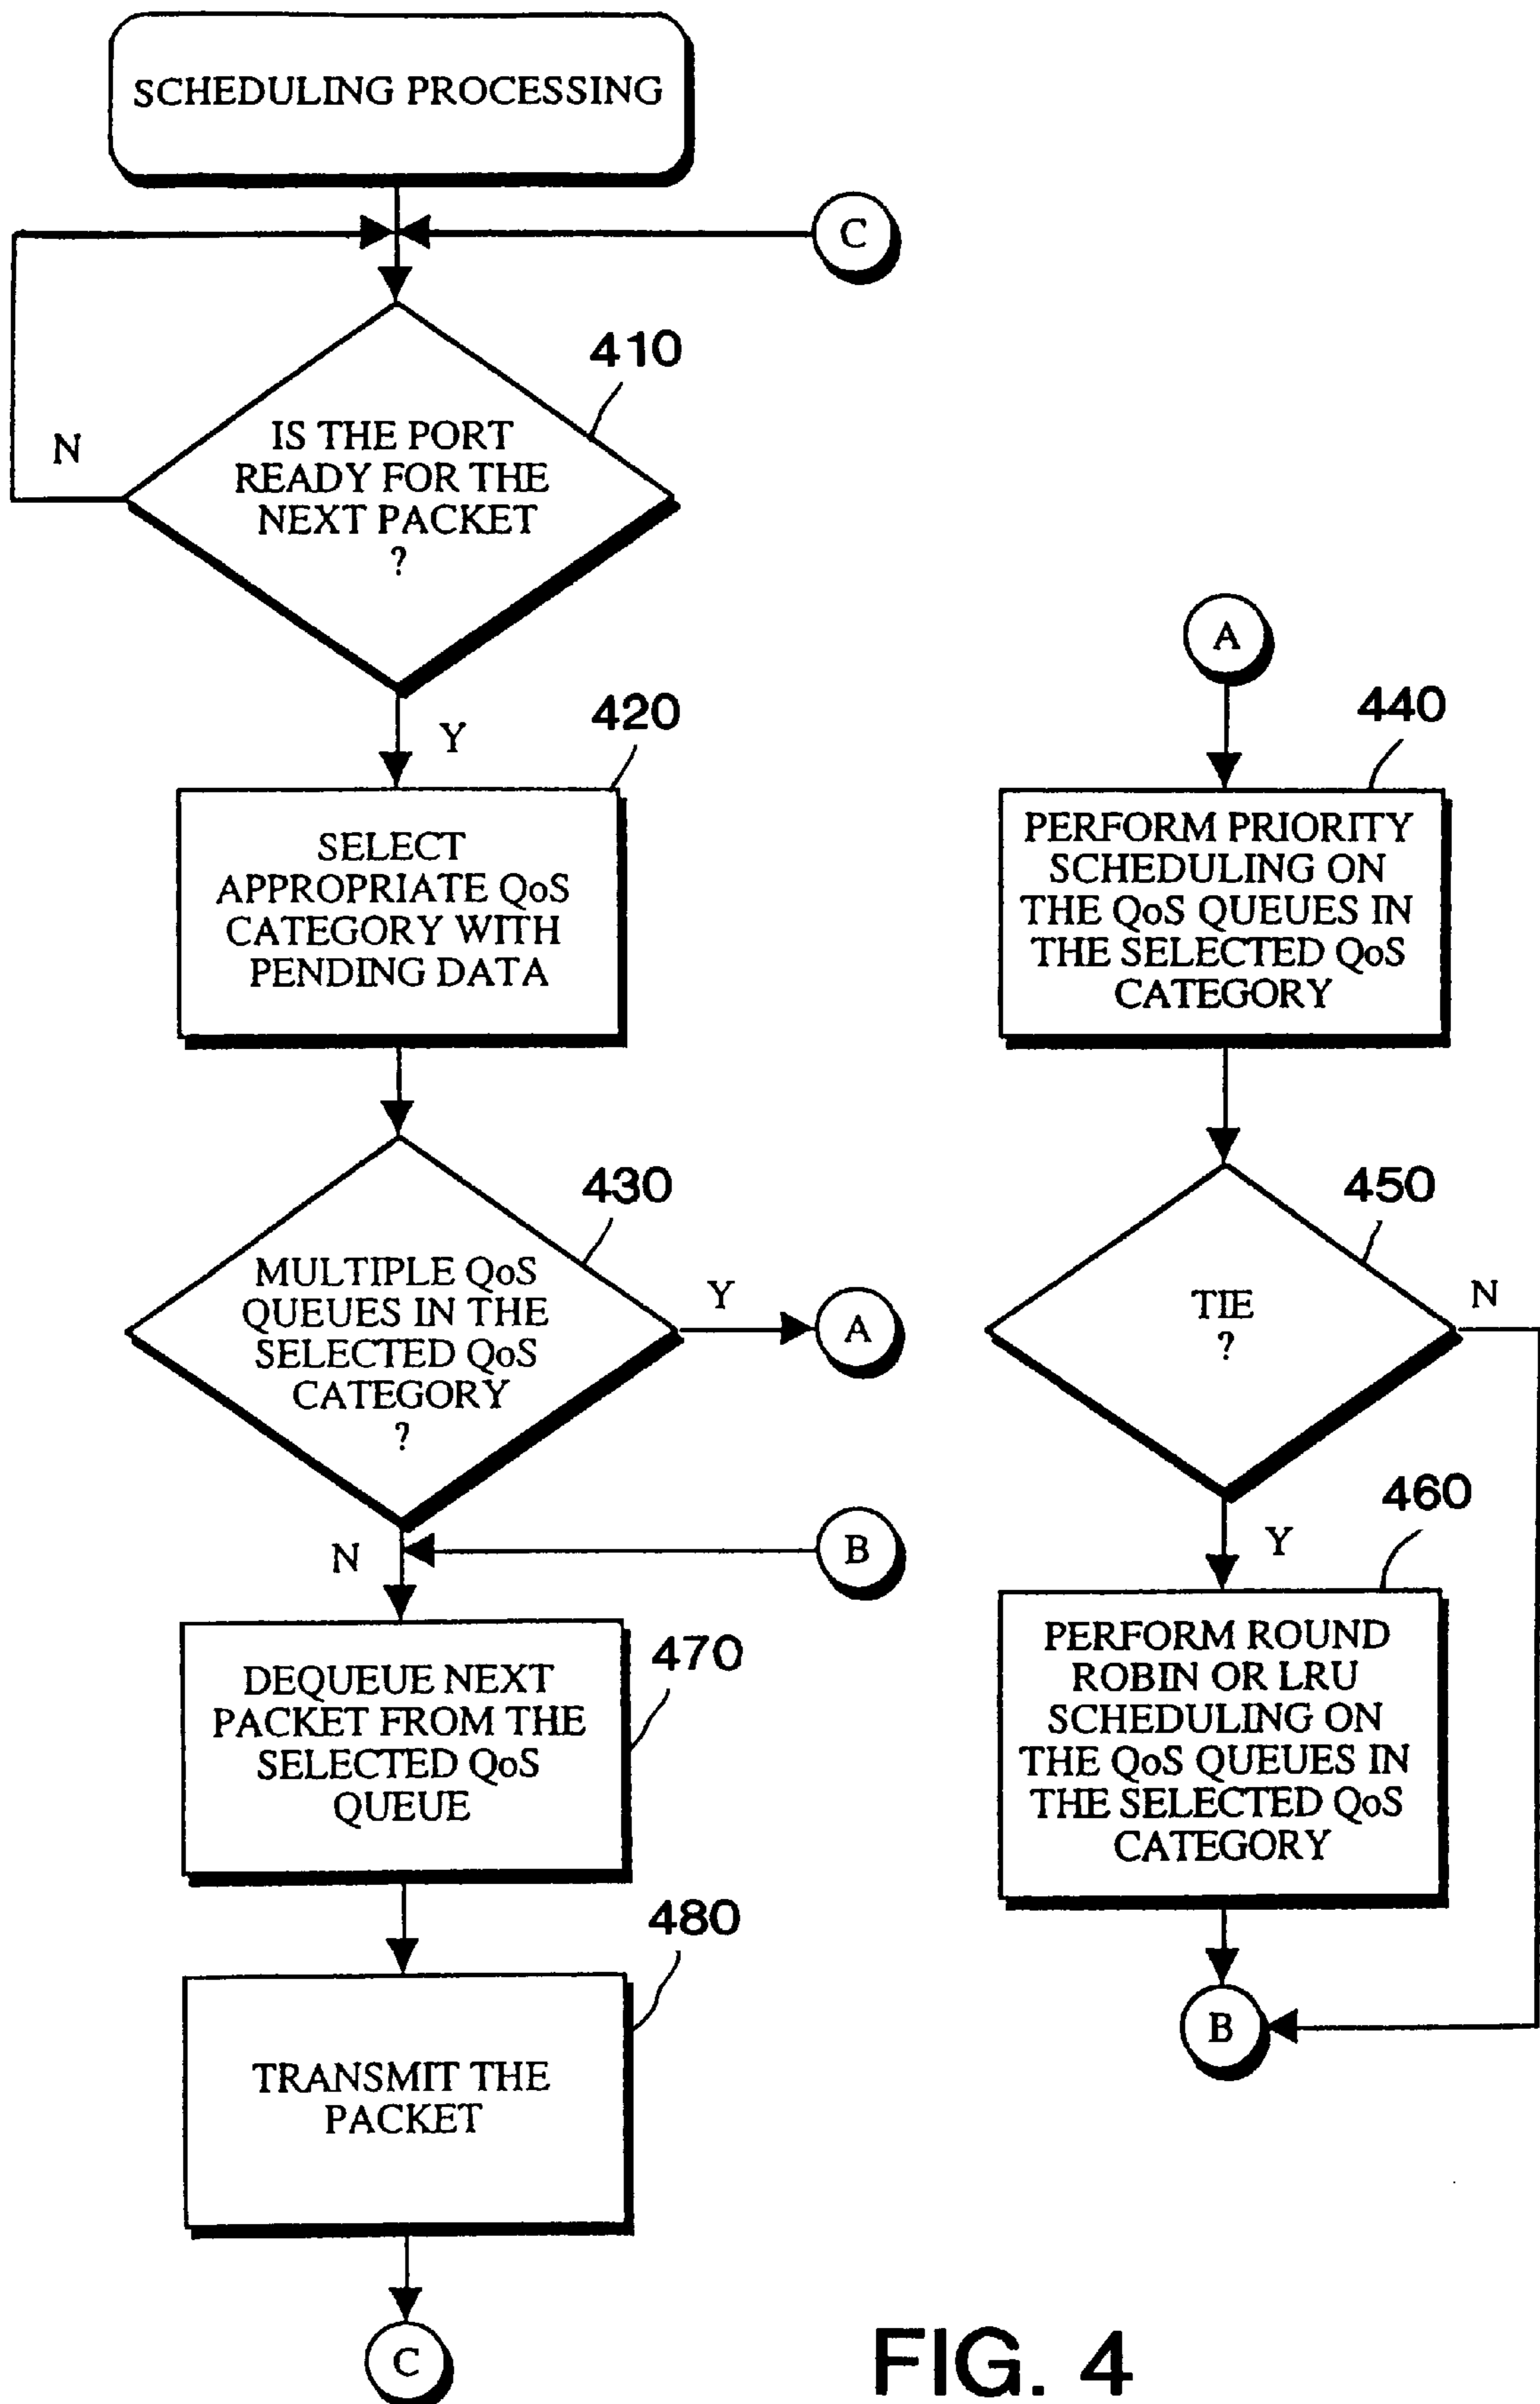 SCHEDULING PROCESSING
C
410
IS THE PORT
READY FOR THE
NEXT PACKET
?
N
Y
420
SELECT
APPROPRIATE QoS
CATEGORY WITH
PENDING DATA
430
MULTIPLE QoS
QUEUES IN THE
SELECTED QoS
CATEGORY
?
Y
A
N
B
470
DEQUEUE NEXT
PACKET FROM THE
SELECTED QoS
QUEUE
480
TRANSMIT THE
PACKET
C
A
440
PERFORM PRIORITY
SCHEDULING ON
THE QoS QUEUES IN
THE SELECTED QoS
CATEGORY
450
TIE
?
N
Y
460
PERFORM ROUND
ROBIN OR LRU
SCHEDULING ON
THE QoS QUEUES IN
THE SELECTED QoS
CATEGORY
B
FIG. 4